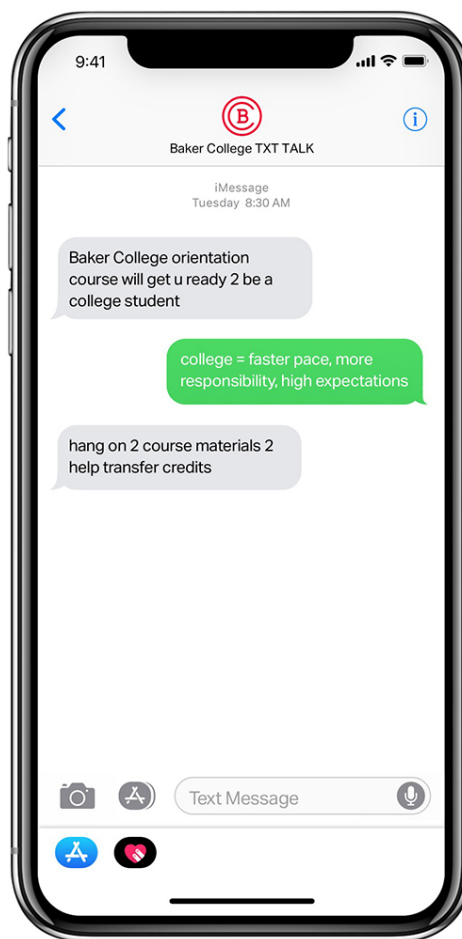 9:41
B
Baker College TXT TALK
iMessage
Tuesday 8:30 AM
Baker College orientation
course will get u ready 2 be a
college student
college = faster pace, more
responsibility, high expectations
hang on 2 course materials 2
help transfer credits
Text Message